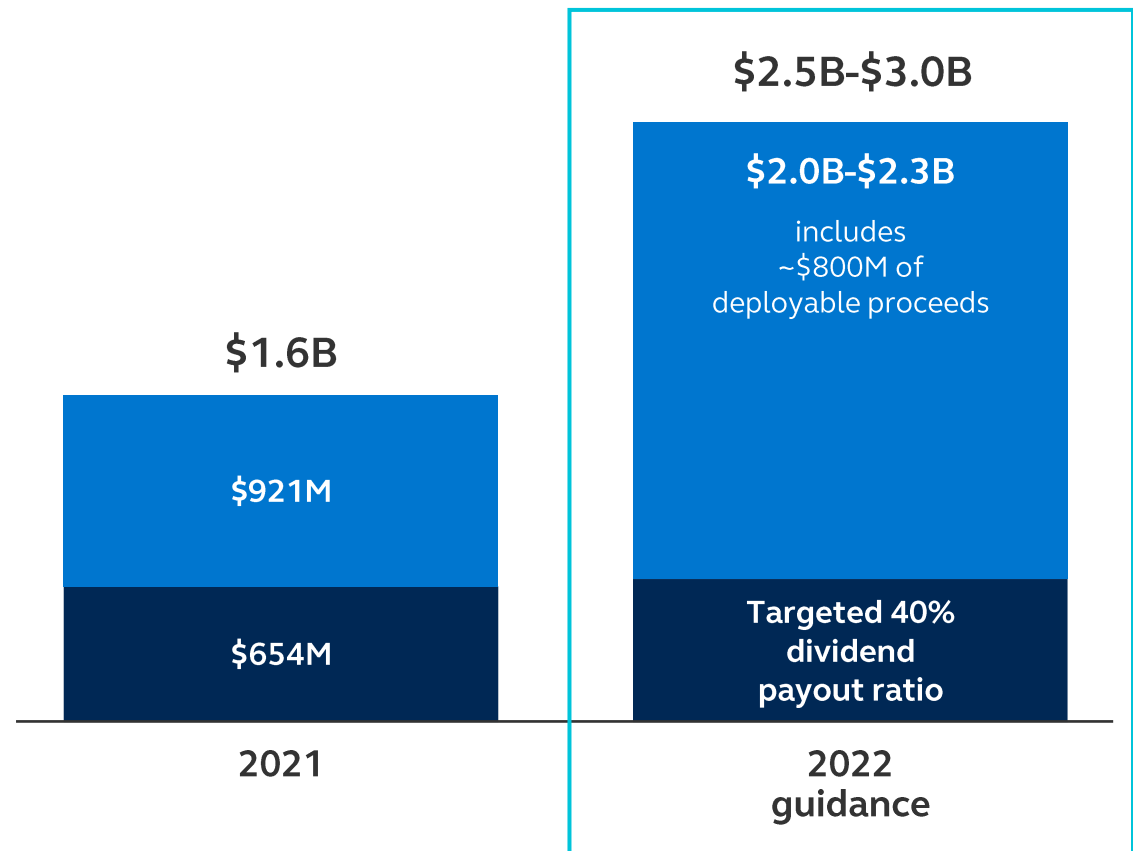 $1.6B
$921M
$654M
2021
$2.5B-$3.0B
$2.0B-$2.3B
includes
~$800M of
deployable proceeds
Targeted 40%
dividend
payout ratio
2022
guidance